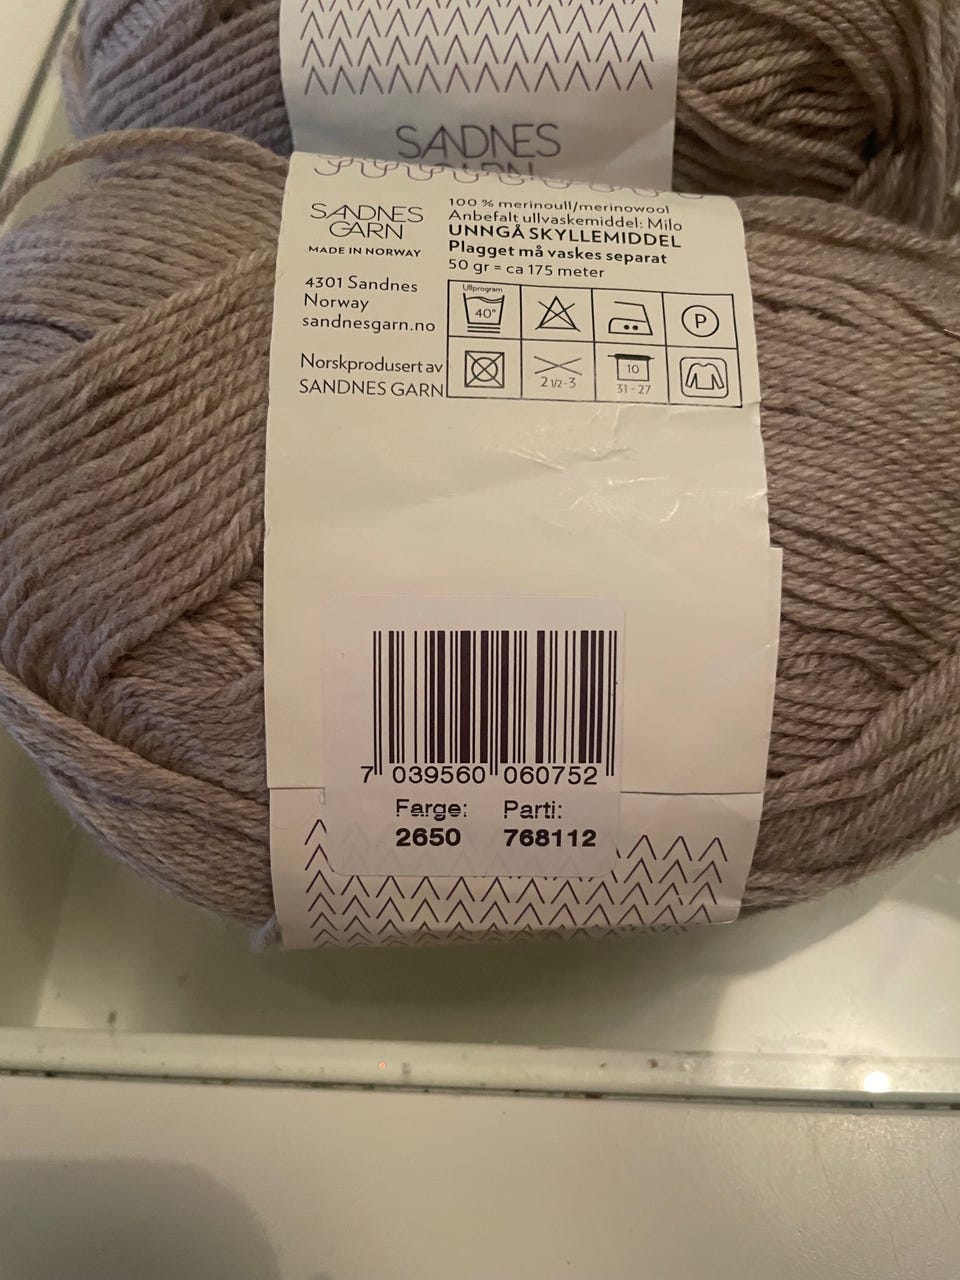 SANDNES
GARN
SANDNES
GARN
MADE IN NORWAY
4301 Sandnes
Norway
sandnesgarn.no
Norskprodusert av
SANDNES GARN
100 % merinoull/merinowool
Anbefalt ullvaskemiddel: Milo
UNNGÅ SKYLLEMIDDEL
Plagget må vaskes separat
50 gr = ca 175 meter
Ullprogram
40°
P
2 1/2-3
10
31 - 27
7 039560 060752
Farge: Parti:
2650 768112